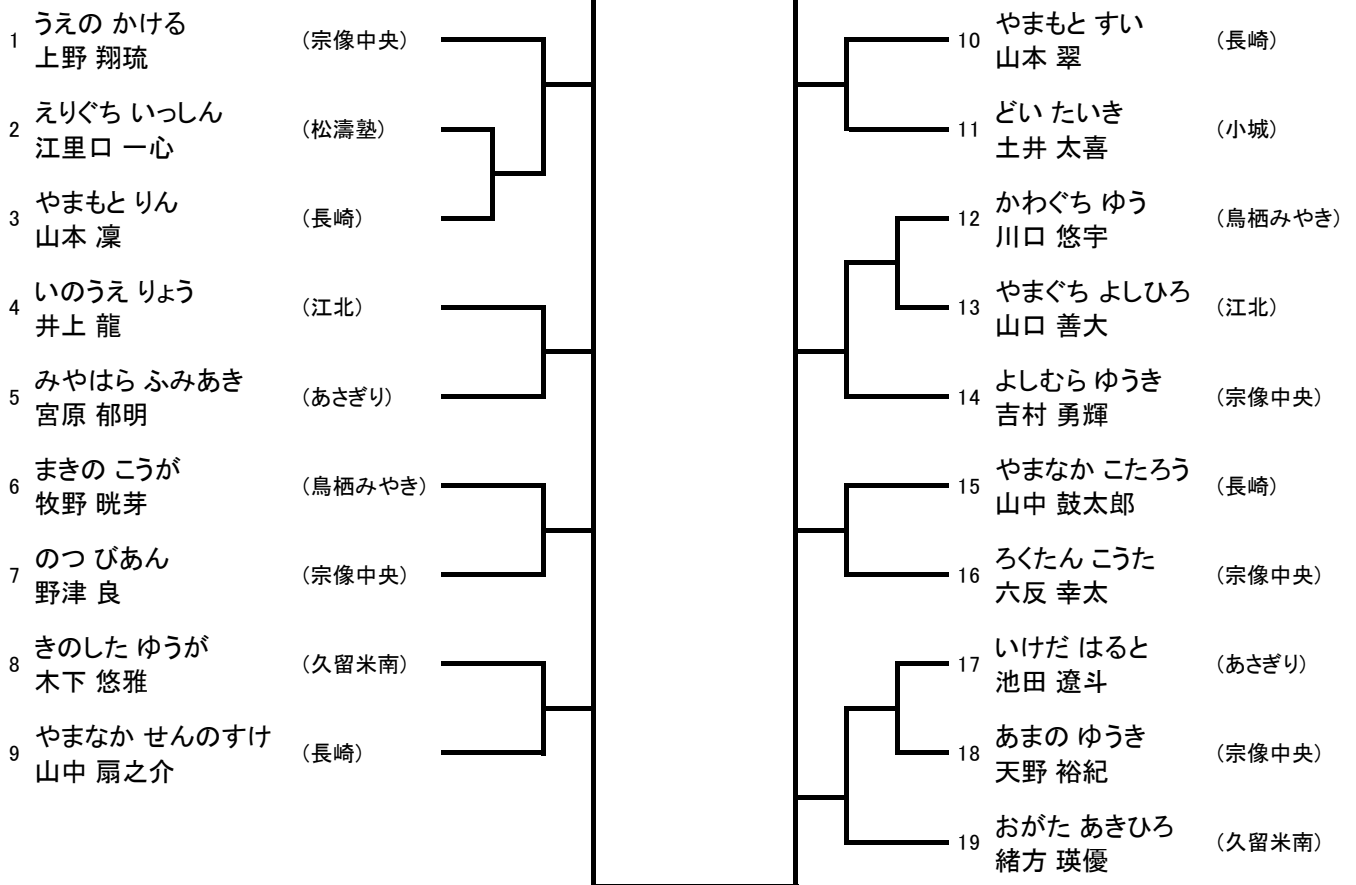 1
うえの かける
上野 翔琉
(宗像中央)
2
えりぐち いっしん
江里口 一心
(松濤塾)
3
やまもと りん
山本 凜
(長崎)
4
いのうえ りょう
井上 龍
(江北)
5
みやはら ふみあき
宮原 郁明
(あさぎり)
6
まきの こうが
牧野 晄芽
(鳥栖みやき)
7
のつ びあん
野津 良
(宗像中央)
8
きのした ゆうが
木下 悠雅
(久留米南)
9
やまなか せんのすけ
山中 扇之介
(長崎)
10
やまもと すい
山本 翠
(長崎)
11
どい たいき
土井 太喜
(小城)
12
かわぐち ゆう
川口 悠宇
(鳥栖みやき)
13
やまぐち よしひろ
山口 善大
(江北)
14
よしむら ゆうき
吉村 勇輝
(宗像中央)
15
やまなか こたろう
山中 鼓太郎
(長崎)
16
ろくたん こうた
六反 幸太
(宗像中央)
17
いけだ はると
池田 遼斗
(あさぎり)
18
あまの ゆうき
天野 裕紀
(宗像中央)
19
おがた あきひろ
緒方 瑛優
(久留米南)